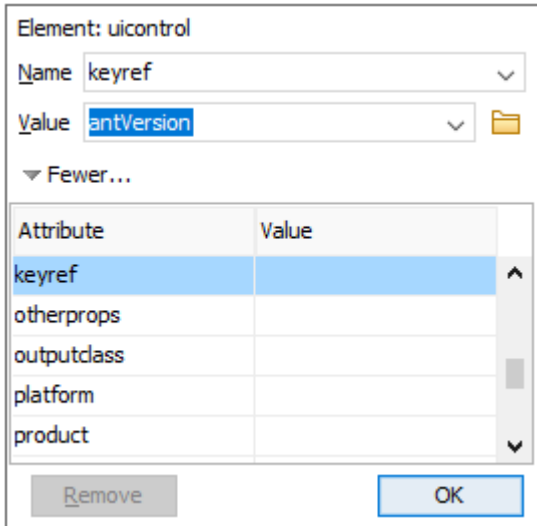 Element: uicontrol
Name keyref
Value antVersion
Fewer...
Attribute Value
keyref
otherprops
outputclass
platform
product
Remove OK